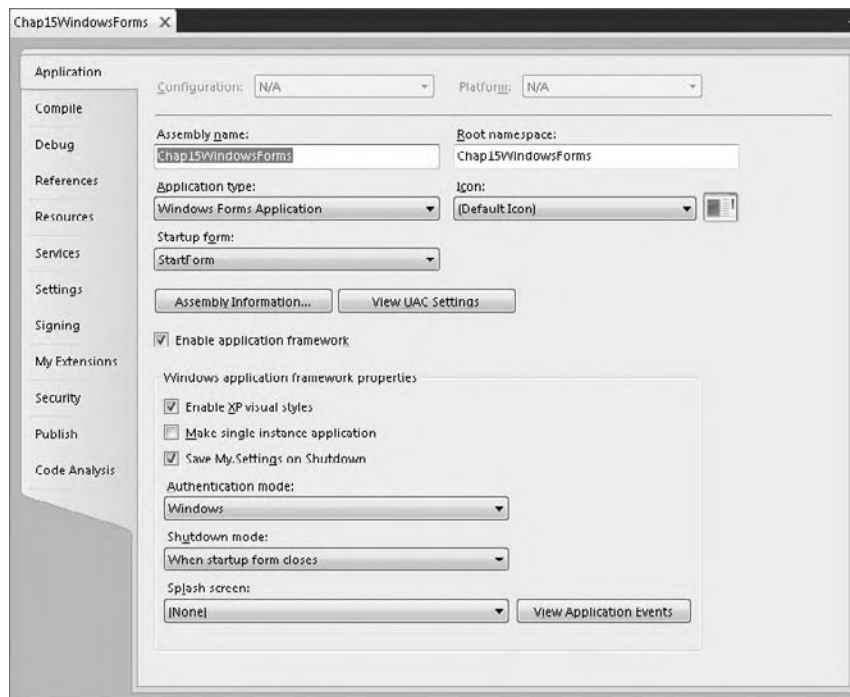 Chap15WindowsForms X
Application
Compile
Debug
References
Resources
Services
Settings
Signing
My Extensions
Security
Publish
Code Analysis
Configuration: N/A Platform: N/A
Assembly name: Root namespace:
Chap15WindowsForms Chap15WindowsForms
Application type: Icon:
Windows Forms Application (Default Icon)
Startup form:
StartForm
Assembly Information... View UAC Settings
Enable application framework
Windows application framework properties
Enable XP visual styles
Make single instance application
Save My.Settings on Shutdown
Authentication mode:
Windows
Shutdown mode:
When startup form closes
Splash screen:
(None) View Application Events